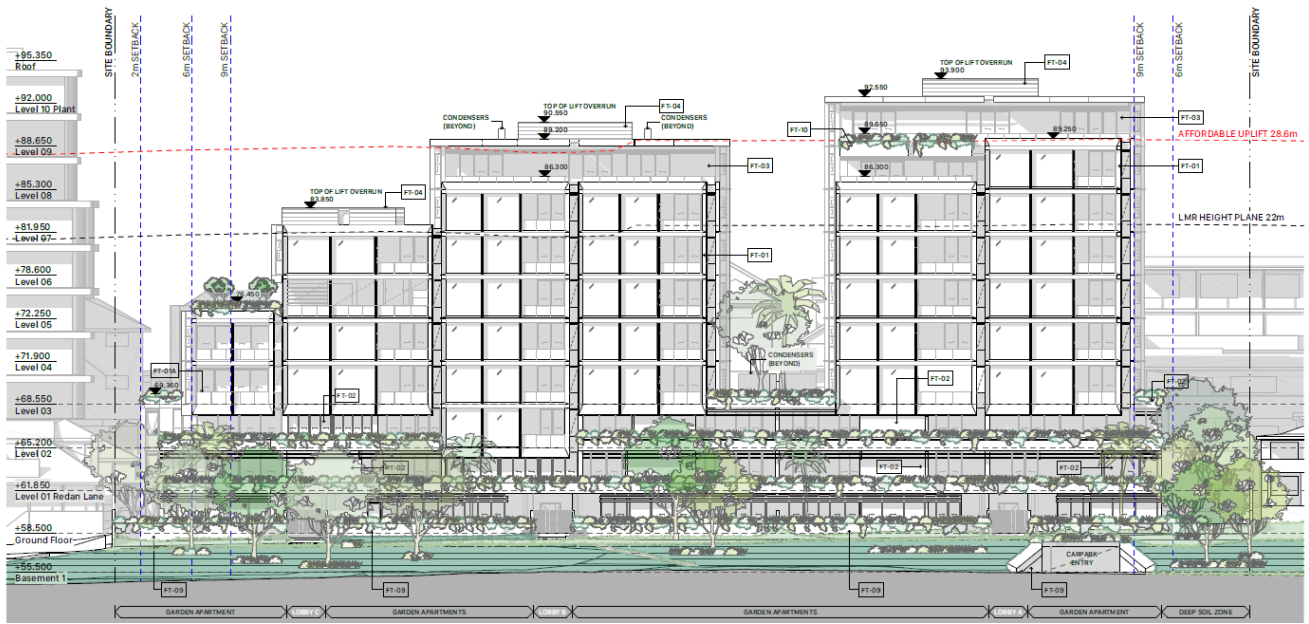 SITE BOUNDARY
2m SETBACK
6m SETBACK
9m SETBACK
9m SETBACK
6m SETBACK
SITE BOUNDARY
+95.350
Roof
+92.000
Level 10 Plant
+88.650
Level 09
+85.300
Level 08
+81.950
Level 07
+78.600
Level 06
+72.250
Level 05
+71.900
Level 04
+68.550
Level 03
+65.200
Level 02
+61.850
Level 01 Redan Lane
+58.500
Ground Floor
+55.500
Basement 1
TOP OF LIFT OVERRUN
93.900
FT-04
92.550
CONDENSERS
(BEYOND)
TOP OF LIFT OVERRUN
90.550
FT-04
CONDENSERS
(BEYOND)
89.200
FT-10
89.650
89.250
FT-03
AFFORDABLE UPLIFT 28.6m
86.300
FT-03
86.300
FT-01
TOP OF LIFT OVERRUN
83.850
FT-04
LMR HEIGHT PLANE 22m
FT-01
76.450
CONDENSERS
(BEYOND)
FT-01A
69.360
FT-02
FT-02
FT-02
FT-02
FT-02
FT-02
CARPARK
ENTRY
FT-09
FT-09
FT-09
FT-09
GARDEN APARTMENT
LOBBY C
GARDEN APARTMENTS
LOBBY B
GARDEN APARTMENTS
LOBBY A
GARDEN APARTMENT
DEEP SOIL ZONE